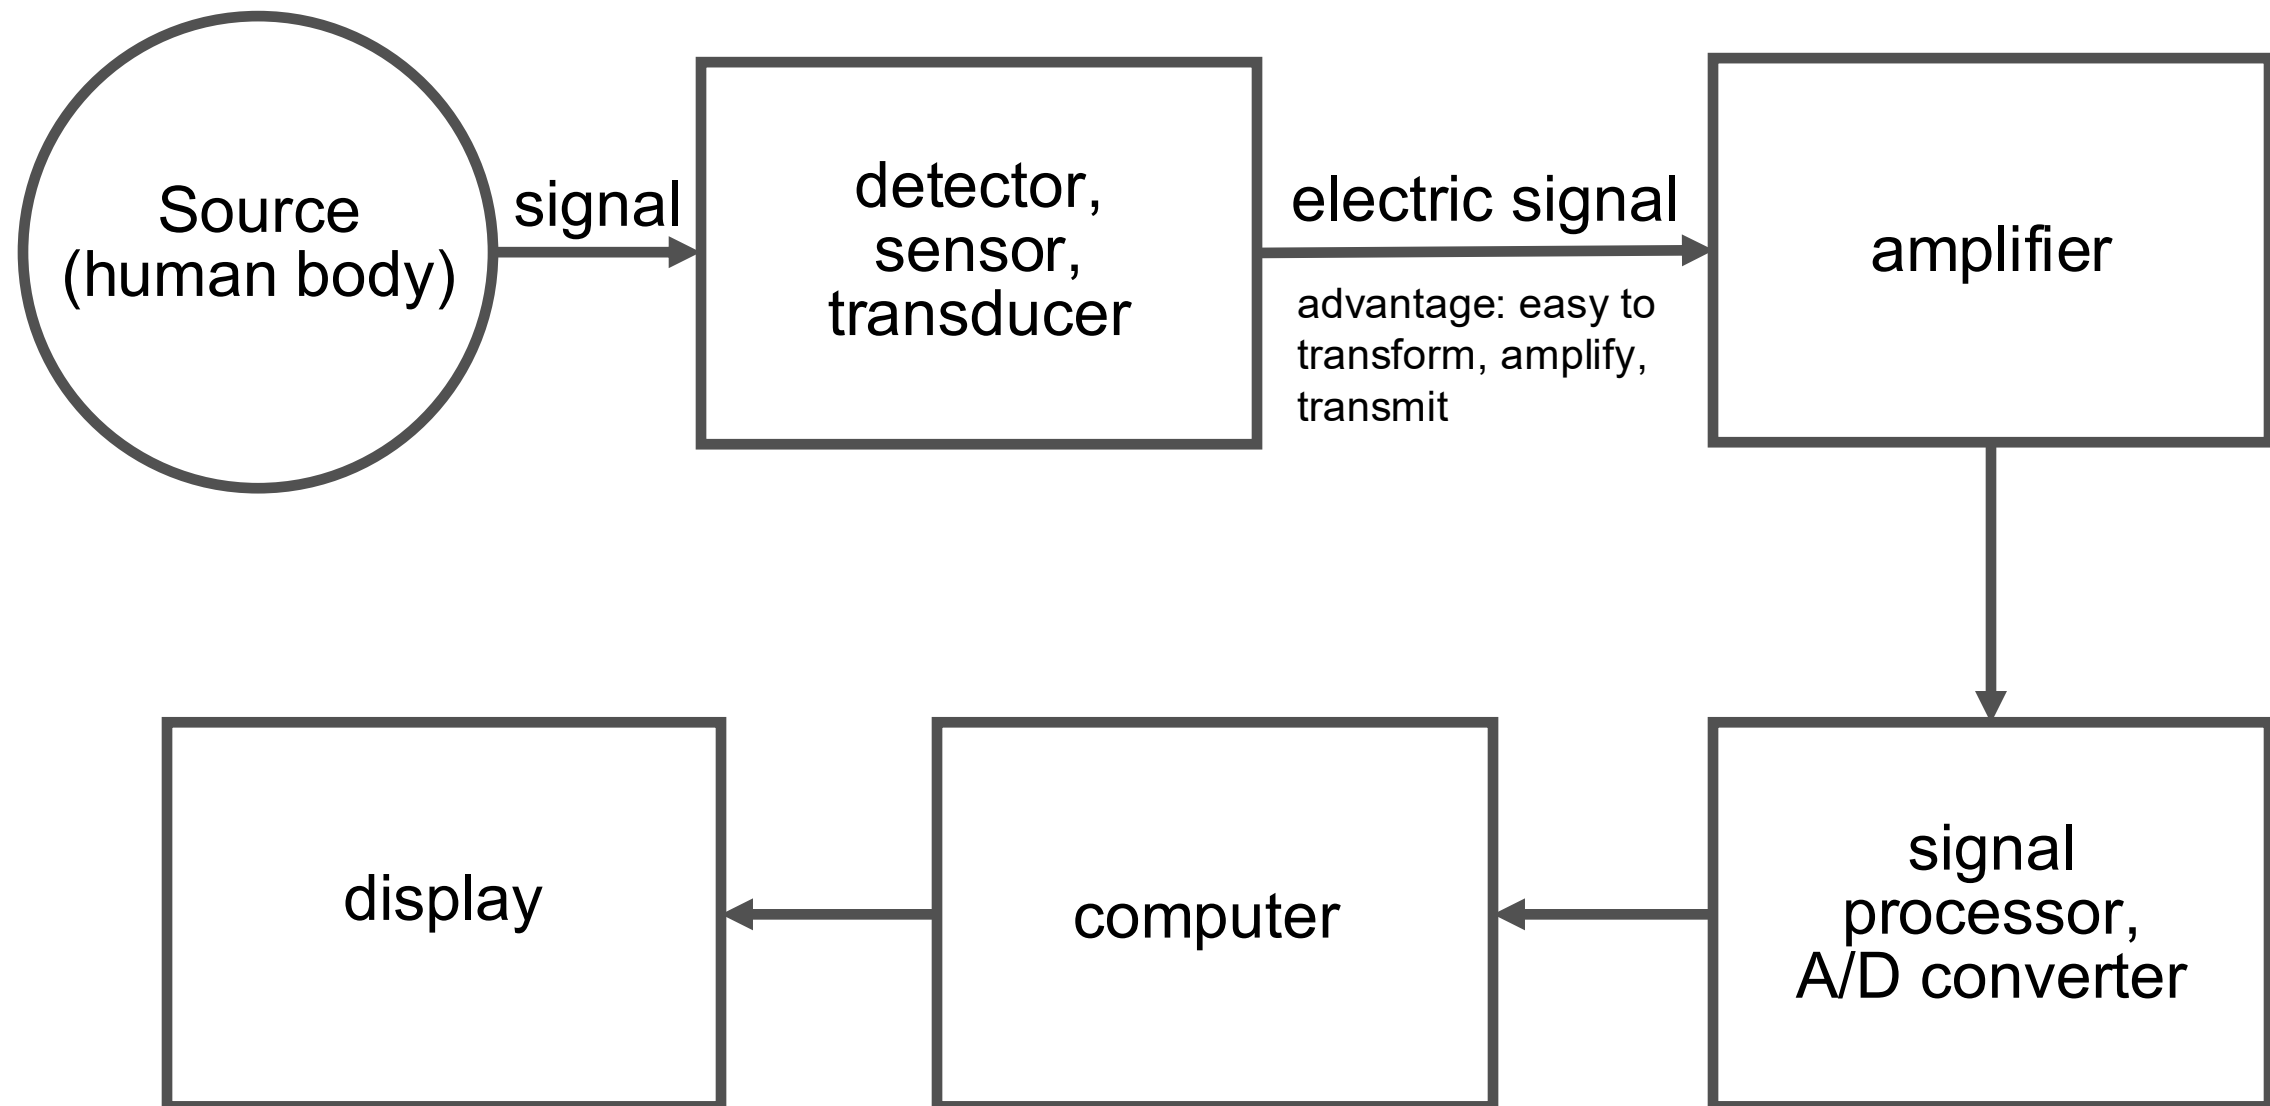 Source
(human body)
signal
detector,
sensor,
transducer
electric signal
advantage: easy to
transform, amplify,
transmit
amplifier
signal
processor,
A/D converter
computer
display